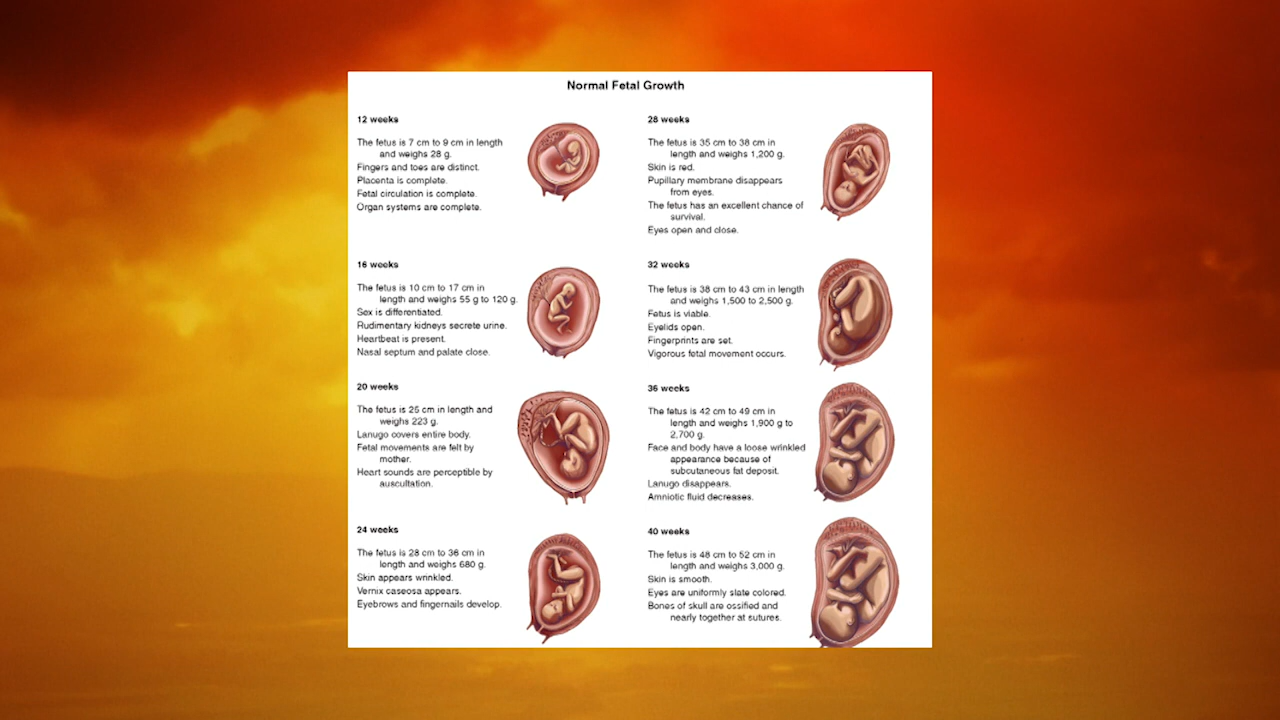 Normal Fetal Growth
12 weeks
The fetus is 7 cm to 9 cm in length
and weighs 28 g.
Fingers and toes are distinct.
Placenta is complete.
Fetal circulation is complete.
Organ systems are complete.
16 weeks
The fetus is 10 cm to 17 cm in
length and weighs 55 g to 120 g.
Sex is differentiated.
Rudimentary kidneys secrete urine.
Heartbeat is present.
Nasal septum and palate close.
20 weeks
The fetus is 25 cm in length and
weighs 223 g.
Lanugo covers entire body.
Fetal movements are felt by
mother.
Heart sounds are perceptible by
auscultation.
24 weeks
The fetus is 28 cm to 36 cm in
length and weighs 680 g.
Skin appears wrinkled.
Vernix caseosa appears.
Eyebrows and fingernails develop.
28 weeks
The fetus is 35 cm to 38 cm in
length and weighs 1,200 g.
Skin is red.
Pupillary membrane disappears
from eyes.
The fetus has an excellent chance of
survival.
Eyes open and close.
32 weeks
The fetus is 38 cm to 43 cm in length
and weighs 1,500 to 2,500 g.
Fetus is viable.
Eyelids open.
Fingerprints are set.
Vigorous fetal movement occurs.
36 weeks
The fetus is 42 cm to 49 cm in
length and weighs 1,900 g to
2,700 g.
Face and body have a loose wrinkled
appearance because of
subcutaneous fat deposit.
Lanugo disappears.
Amniotic fluid decreases.
40 weeks
The fetus is 48 cm to 52 cm in
length and weighs 3,000 g.
Skin is smooth.
Eyes are uniformly slate colored.
Bones of skull are ossified and
nearly together at sutures.